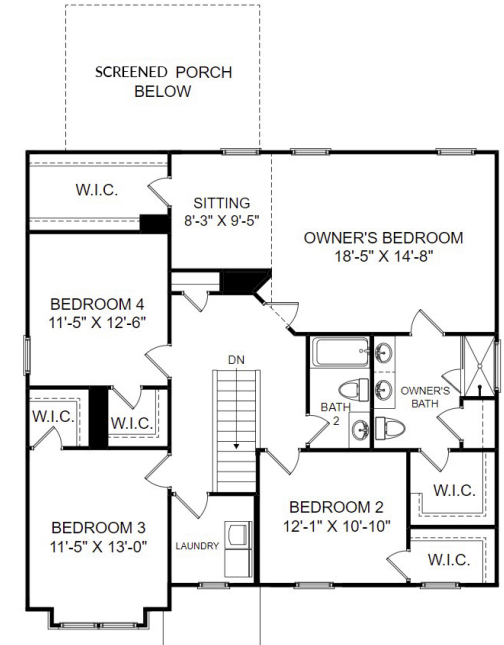 SCREENED PORCH
BELOW
W.I.C.
SITTING
8'-3" X 9'-5"
OWNER'S BEDROOM
18'-5" X 14'-8"
BEDROOM 4
11'-5" X 12'-6"
DN
W.I.C.
W.I.C.
BATH
2
OWNER'S
BATH
W.I.C.
BEDROOM 3
11'-5" X 13'-0"
LAUNDRY
BEDROOM 2
12'-1" X 10'-10"
W.I.C.